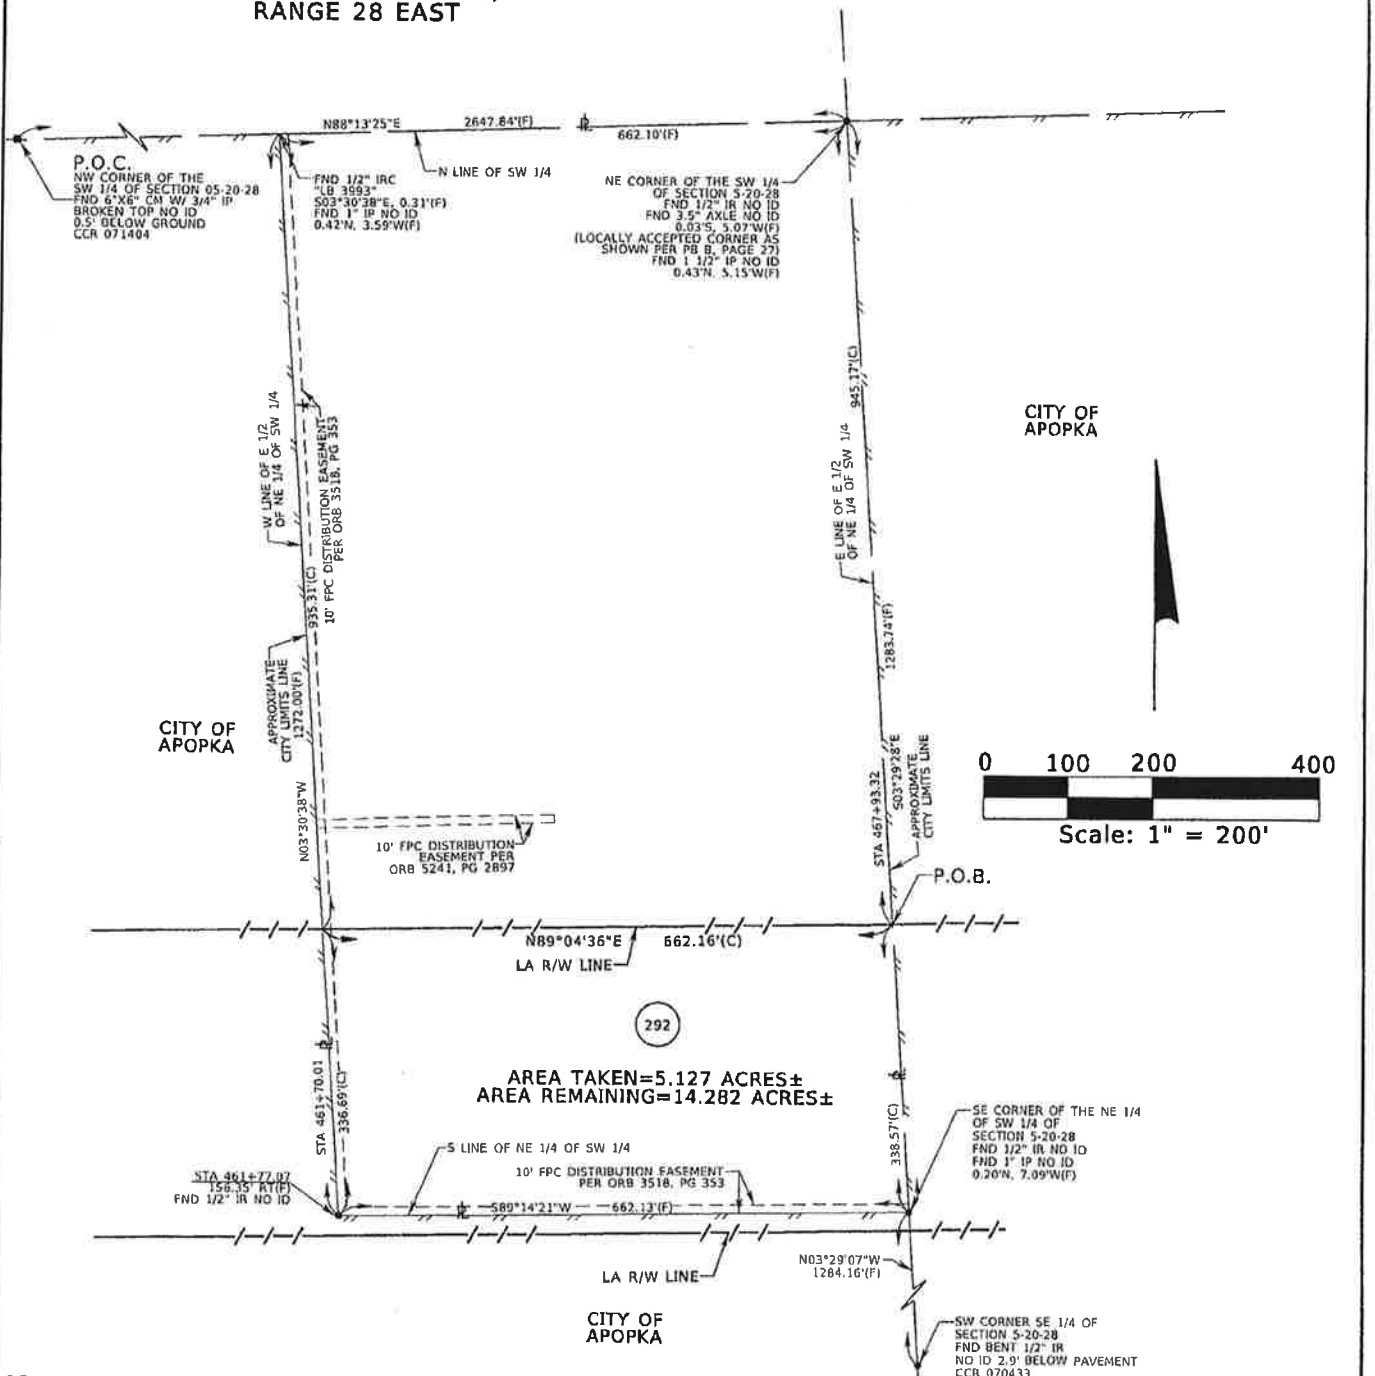 RANGE 28 EAST
N88°13'25"E
2647.84'(F)
662.10'(F)
N LINE OF SW 1/4
P.O.C.
NW CORNER OF THE
SW 1/4 OF SECTION 05-20-28
FND 6"X6" CM W/ 3/4" IP
BROKEN TOP NO ID
0.5' BELOW GROUND
CCR 071404
FND 1/2" IRC
"LB 3993"
S03°30'38"E, 0.31'(F)
FND 1" IP NO ID
0.42'N, 3.59'W(F)
NE CORNER OF THE SW 1/4
OF SECTION 5-20-28
FND 1/2" IR NO ID
FND 3.5" AXLE NO ID
0.03'S, 5.07'W(F)
(LOCALLY ACCEPTED CORNER AS
SHOWN PER PB B, PAGE 27)
FND 1 1/2" IP NO ID
0.43'N, 5.15'W(F)
W LINE OF E 1/2
OF NE 1/4 OF SW 1/4
10' FPC DISTRIBUTION EASEMENT
PER ORB 3518, PG 353
935.31'(C)
945.17'(C)
E LINE OF E 1/2
OF NE 1/4 OF SW 1/4
CITY OF
APOPKA
1283.74'(F)
APPROXIMATE
CITY LIMITS LINE
1272.00'(F)
CITY OF
APOPKA
N03°30'38"W
STA 467+93.32
S03°29'28"E
APPROXIMATE
CITY LIMITS LINE
0 100 200 400
Scale: 1" = 200'
10' FPC DISTRIBUTION
EASEMENT PER
ORB 5241, PG 2897
P.O.B.
N89°04'36"E
662.16'(C)
LA R/W LINE
292
AREA TAKEN=5.127 ACRES±
AREA REMAINING=14.282 ACRES±
STA 461+70.01
336.69'(C)
338.57'(C)
SE CORNER OF THE NE 1/4
OF SW 1/4 OF
SECTION 5-20-28
FND 1/2" IR NO ID
FND 1" IP NO ID
0.20'N, 7.09'W(F)
S LINE OF NE 1/4 OF SW 1/4
10' FPC DISTRIBUTION EASEMENT
PER ORB 3518, PG 353
STA 461+77.87
158.35' RT(F)
FND 1/2" IR NO ID
S89°14'21"W
662.13'(F)
LA R/W LINE
N03°29'07"W
1284.16'(F)
CITY OF
APOPKA
SW CORNER SE 1/4 OF
SECTION 5-20-28
FND BENT 1/2" IR
NO ID 2.9' BELOW PAVEMENT
CCR 070433